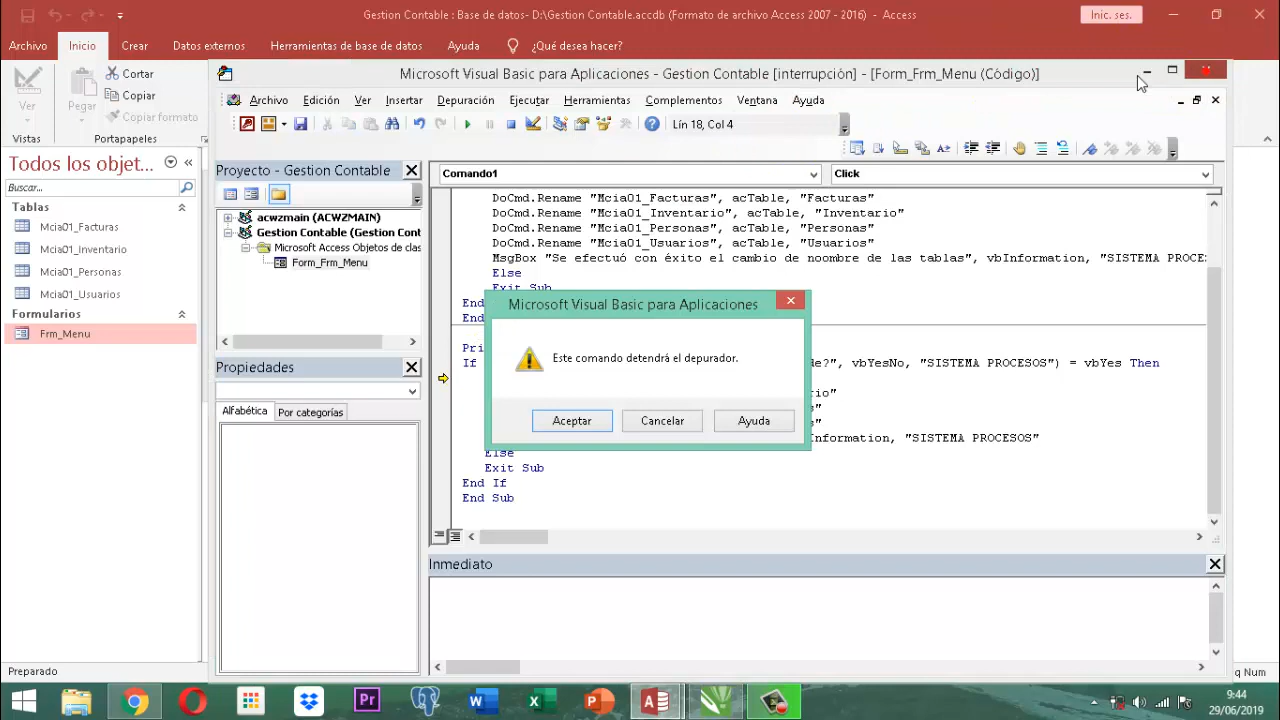 Gestion Contable : Base de datos- D:\Gestion Contable.accdb (Formato de archivo Access 2007 - 2016) - Access
Inic. ses.
Archivo Inicio Crear Datos externos Herramientas de base de datos Ayuda ¿Qué desea hacer?
Ver
Vistas
Pegar
Cortar
Copiar
Copiar formato
Portapapeles
Todos los objet...
Buscar...
Tablas
Mcia01_Facturas
Mcia01_Inventario
Mcia01_Personas
Mcia01_Usuarios
Formularios
Frm_Menu
Microsoft Visual Basic para Aplicaciones - Gestion Contable [interrupción] - [Form_Frm_Menu (Código)]
Archivo Edición Ver Insertar Depuración Ejecutar Herramientas Complementos Ventana Ayuda
Lín 18, Col 4
Proyecto - Gestion Contable
acwzmain (ACWZMAIN)
Gestion Contable (Gestion Cont
Microsoft Access Objetos de clas
Form_Frm_Menu
Propiedades
Alfabética Por categorías
Comando1 Click
DoCmd.Rename "Mcia01_Facturas", acTable, "Facturas"
DoCmd.Rename "Mcia01_Inventario", acTable, "Inventario"
DoCmd.Rename "Mcia01_Personas", acTable, "Personas"
DoCmd.Rename "Mcia01_Usuarios", acTable, "Usuarios"
MsgBox "Se efectuó con éxito el cambio de noombre de las tablas", vbInformation, "SISTEMA PROCE
Else
Exit Sub
End
End
Pri
If de?", vbYesNo, "SISTEMA PROCESOS") = vbYes Then
io"
"
"
nformation, "SISTEMA PROCESOS"
Else
Exit Sub
End If
End Sub
Microsoft Visual Basic para Aplicaciones
Este comando detendrá el depurador.
Aceptar Cancelar Ayuda
Inmediato
Preparado
q Num
9:44
29/06/2019